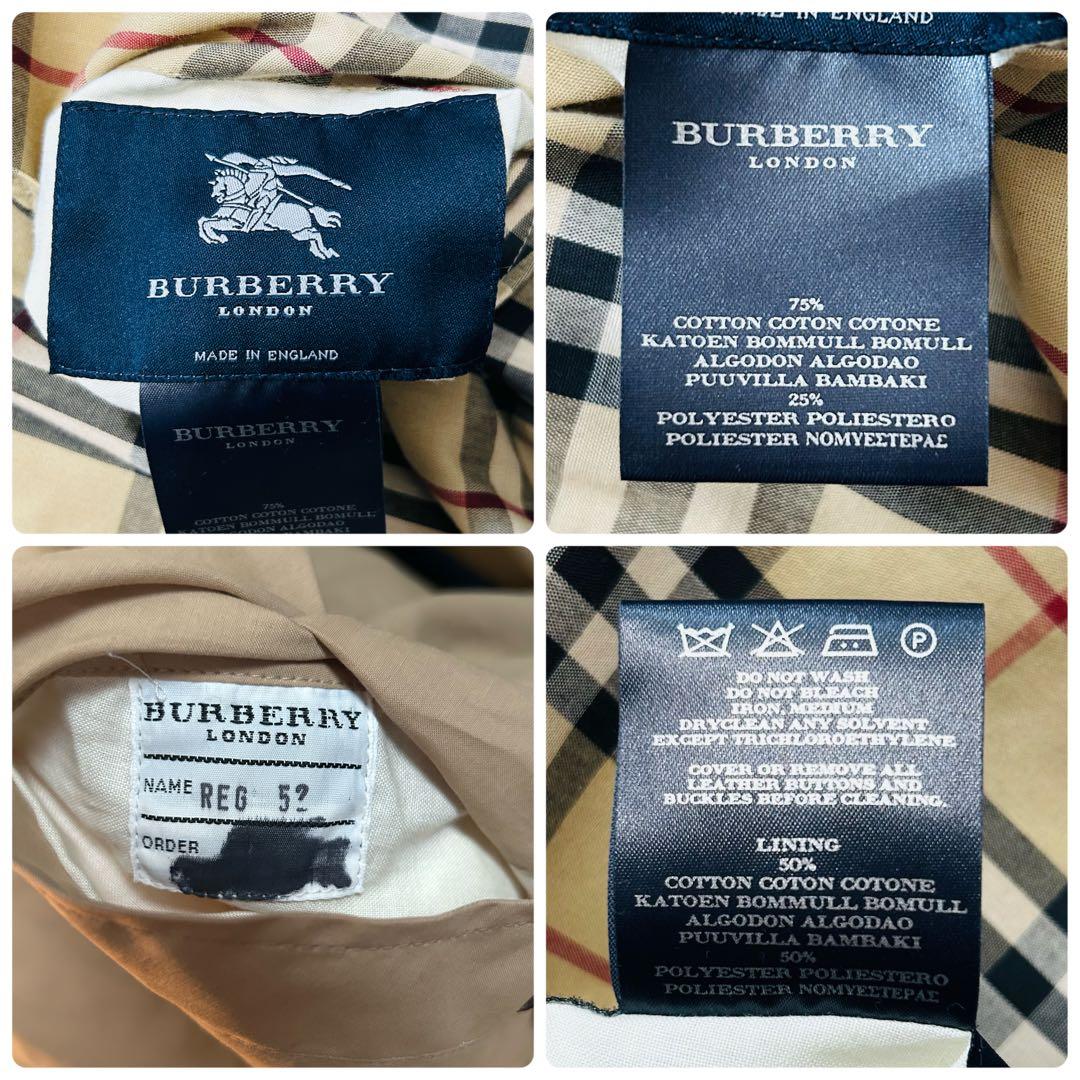 BURBERRY
LONDON
MADE IN ENGLAND
BURBERRY
LONDON
75%
COTTON COTON COTONE
KATOEN BOMMULL BOMULL
ALGODON ALGODAO
MADE IN ENGLAND
BURBERRY
LONDON
75%
COTTON COTON COTONE
KATOEN BOMMULL BOMULL
ALGODON ALGODAO
PUUVILLA BAMBAKI
25%
POLYESTER POLIESTERO
POLIESTER ΝΟΜΥΕΣΤΕΡΑΣ
BURBERRY
LONDON
NAME REG 52
ORDER
P
DO NOT WASH
DO NOT BLEACH
IRON: MEDIUM
DRYCLEAN ANY SOLVENT
EXCEPT TRICHLOROETHYLENE
COVER OR REMOVE ALL
LEATHER BUTTONS AND
BUCKLES BEFORE CLEANING.
LINING
50%
COTTON COTON COTONE
KATOEN BOMMULL BOMULL
ALGODON ALGODAO
PUUVILLA BAMBAKI
50%
POLYESTER POLIESTERO
POLIESTER ΝΟΜΥΕΣΤΕΡΑΣ